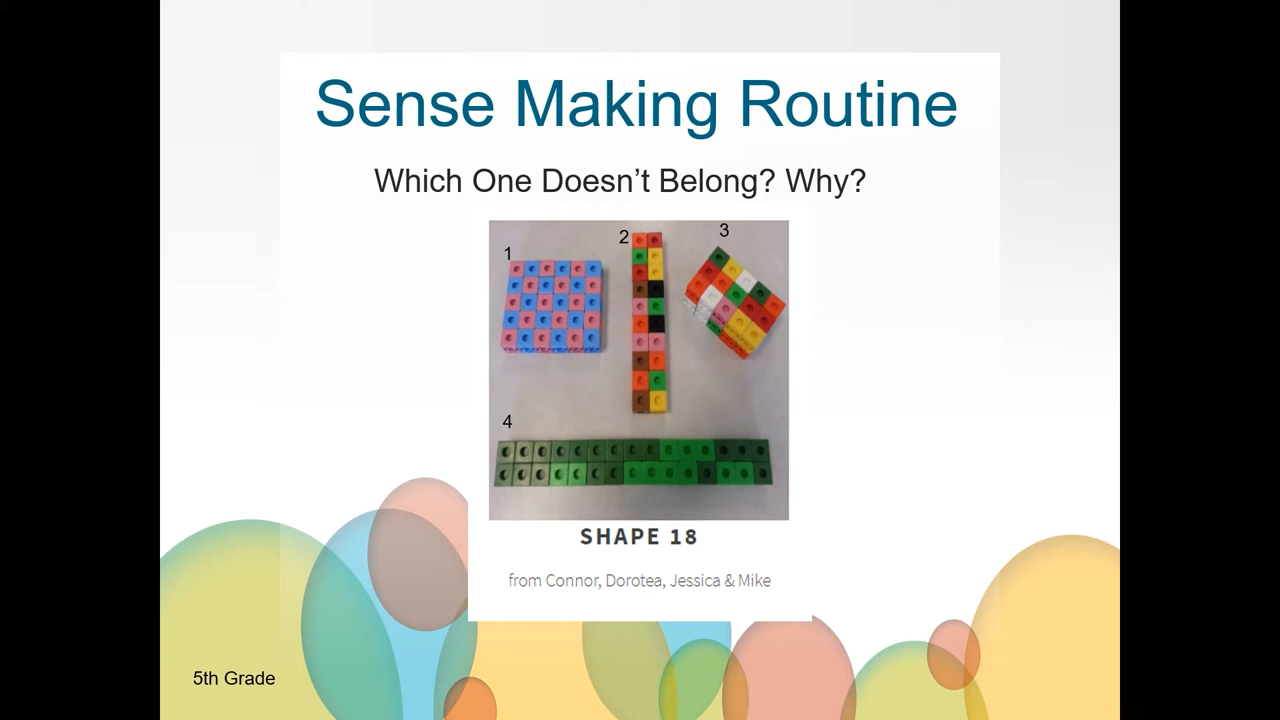 Sense Making Routine
Which One Doesn’t Belong? Why?
1
2
3
4
SHAPE 18
from Connor, Dorotea, Jessica & Mike
5th Grade